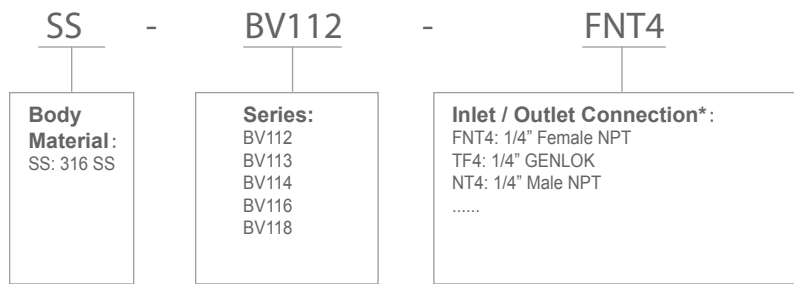 SS - BV112 - FNT4
Body
Material:
SS: 316 SS
Series:
BV112
BV113
BV114
BV116
BV118
Inlet / Outlet Connection*:
FNT4: 1/4” Female NPT
TF4: 1/4” GENLOK
NT4: 1/4” Male NPT
......